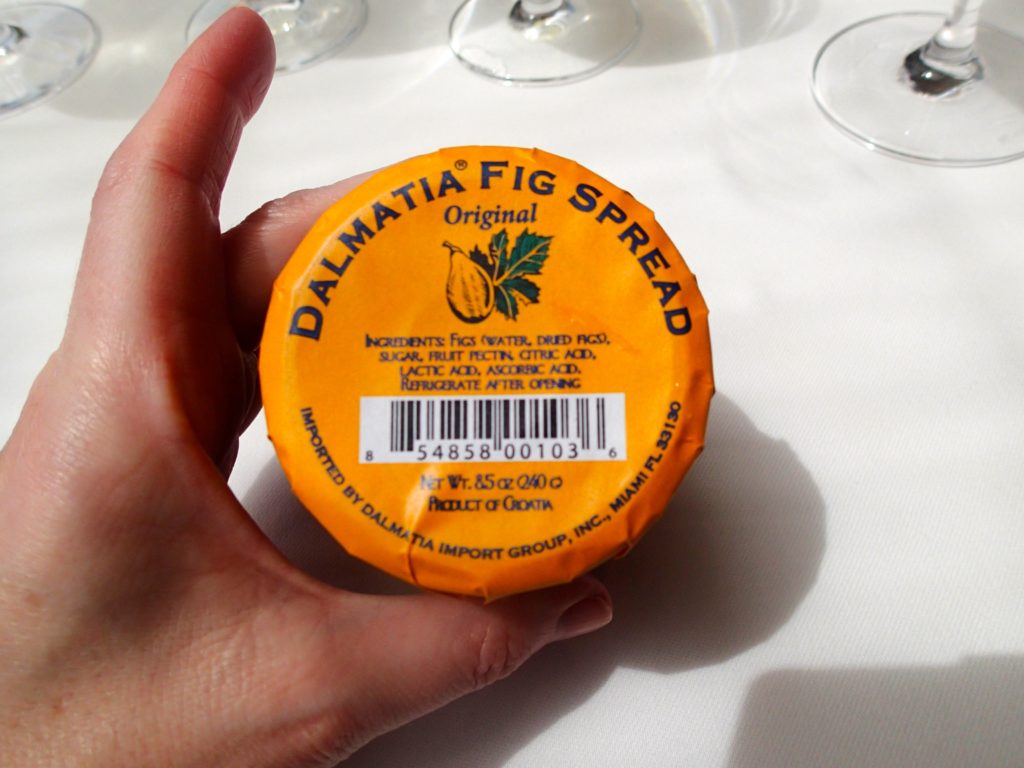 DALMATIA® FIG SPREAD
Original
INGREDIENTS: FIGS (WATER, DRIED FIGS),
SUGAR, FRUIT PECTIN, CITRIC ACID,
LACTIC ACID, ASCORBIC ACID.
REFRIGERATE AFTER OPENING
8 54858 00103 6
NET WT. 8.5 OZ (240 G)
PRODUCT OF CROATIA
IMPORTED BY DALMATIA IMPORT GROUP, INC., MIAMI FL 33130